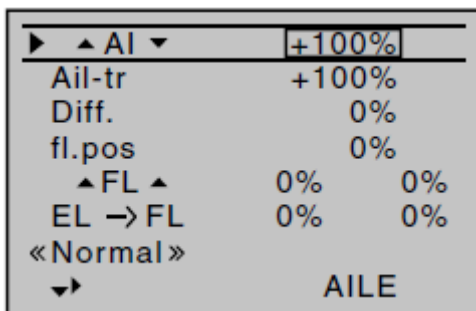 ▶ ▲ AI ▼ +100%
Ail-tr +100%
Diff. 0%
fl.pos 0%
▲ FL ▲ 0% 0%
EL –> FL 0% 0%
«Normal»
▼▶ AILE